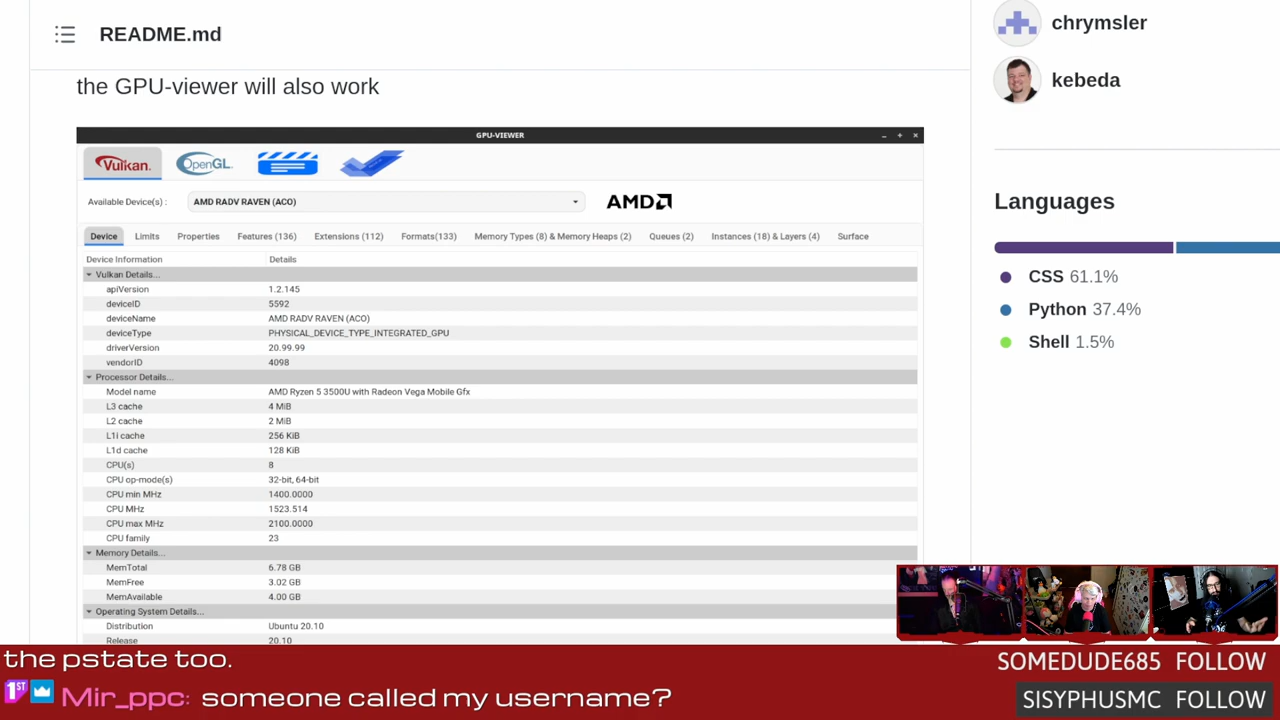 README.md
the GPU-viewer will also work
GPU-VIEWER
Vulkan.
OpenGL
Available Device(s) :
AMD RADV RAVEN (ACO)
AMD
Device
Limits
Properties
Features (136)
Extensions (112)
Formats(133)
Memory Types (8) & Memory Heaps (2)
Queues (2)
Instances (18) & Layers (4)
Surface
Device Information Details
Vulkan Details...
apiVersion 1.2.145
deviceID 5592
deviceName AMD RADV RAVEN (ACO)
deviceType PHYSICAL_DEVICE_TYPE_INTEGRATED_GPU
driverVersion 20.99.99
vendorID 4098
Processor Details...
Model name AMD Ryzen 5 3500U with Radeon Vega Mobile Gfx
L3 cache 4 MiB
L2 cache 2 MiB
L1i cache 256 KiB
L1d cache 128 KiB
CPU(s) 8
CPU op-mode(s) 32-bit, 64-bit
CPU min MHz 1400.0000
CPU MHz 1523.514
CPU max MHz 2100.0000
CPU family 23
Memory Details...
MemTotal 6.78 GB
MemFree 3.02 GB
MemAvailable 4.00 GB
Operating System Details...
Distribution Ubuntu 20.10
Release 20.10
chrymsler
kebeda
Languages
CSS 61.1%
Python 37.4%
Shell 1.5%
the pstate too.
1ST Mir_ppc: someone called my username?
SOMEDUDE685 FOLLOW
SISYPHUSMC FOLLOW